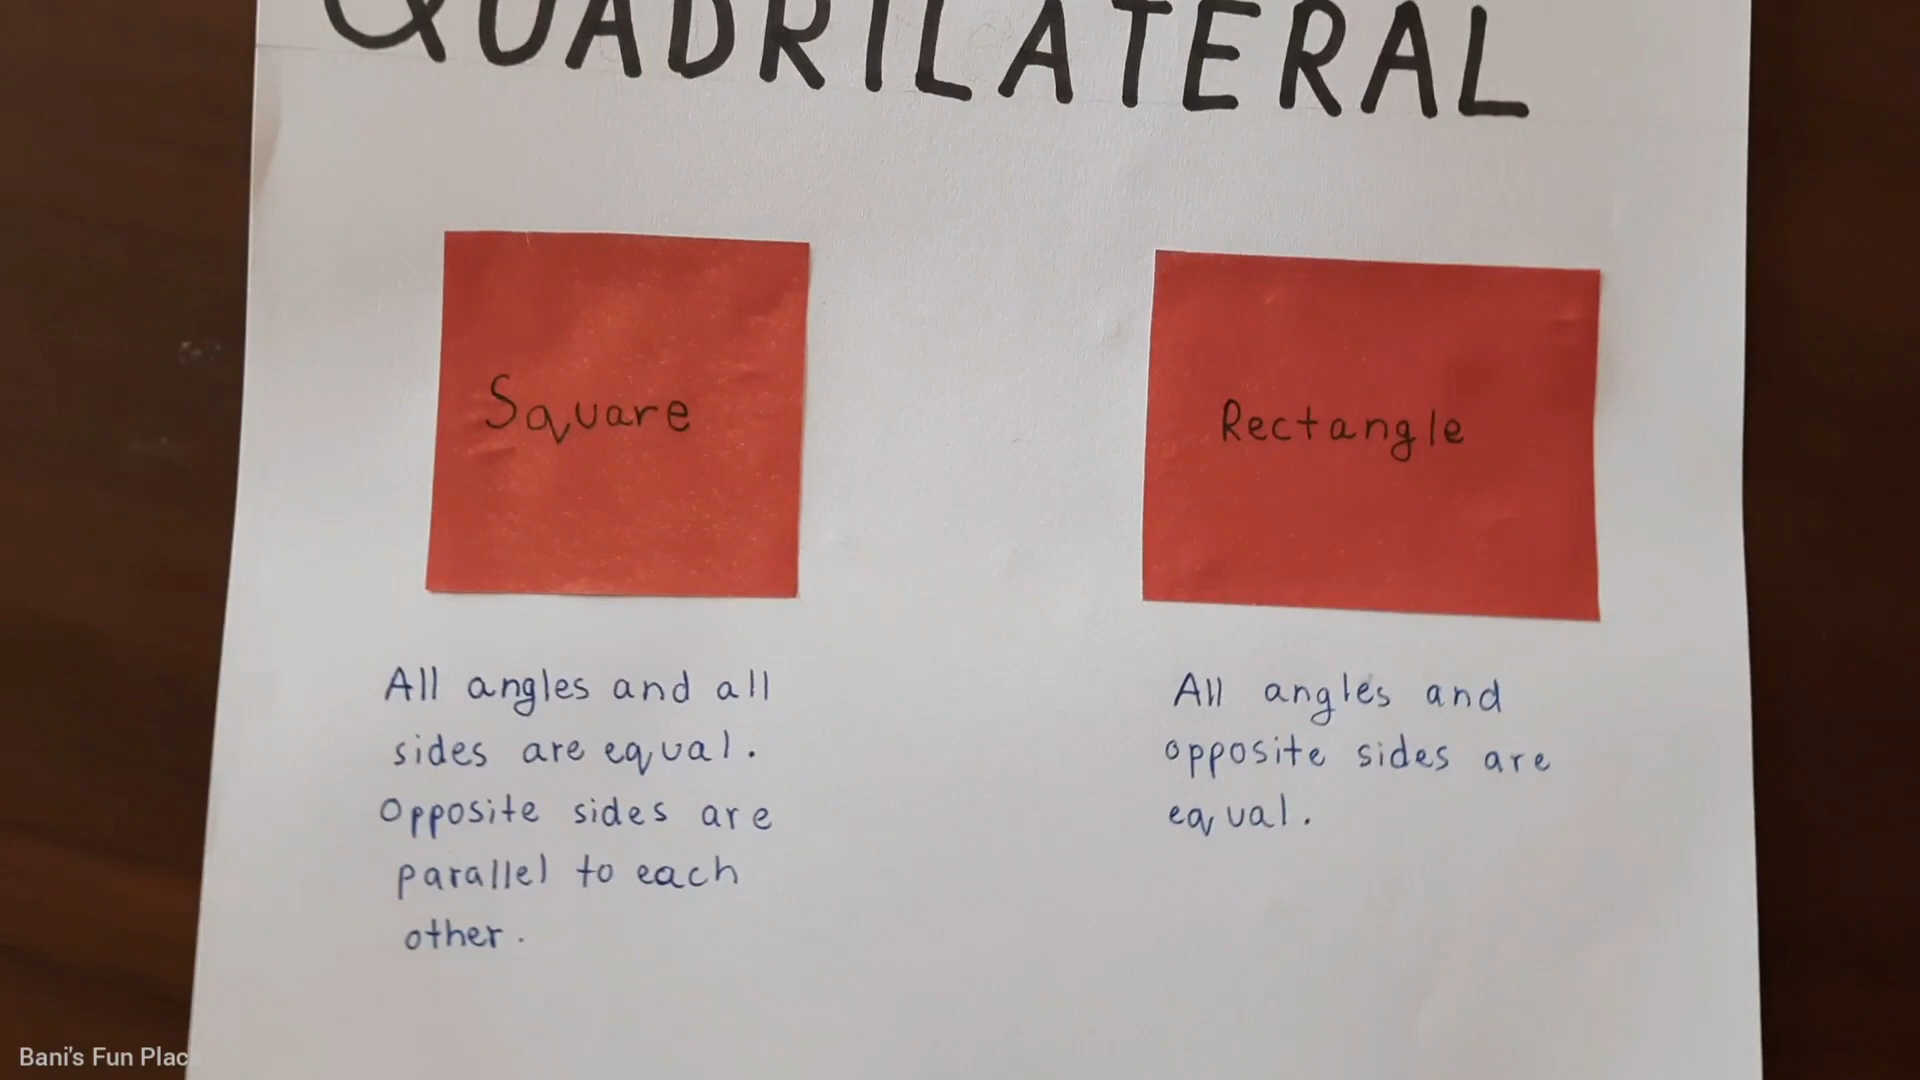 QUADRILATERAL
Square
Rectangle
All angles and all
sides are equal.
Opposite sides are
parallel to each
other.
All angles and
opposite sides are
equal.
Bani's Fun Place